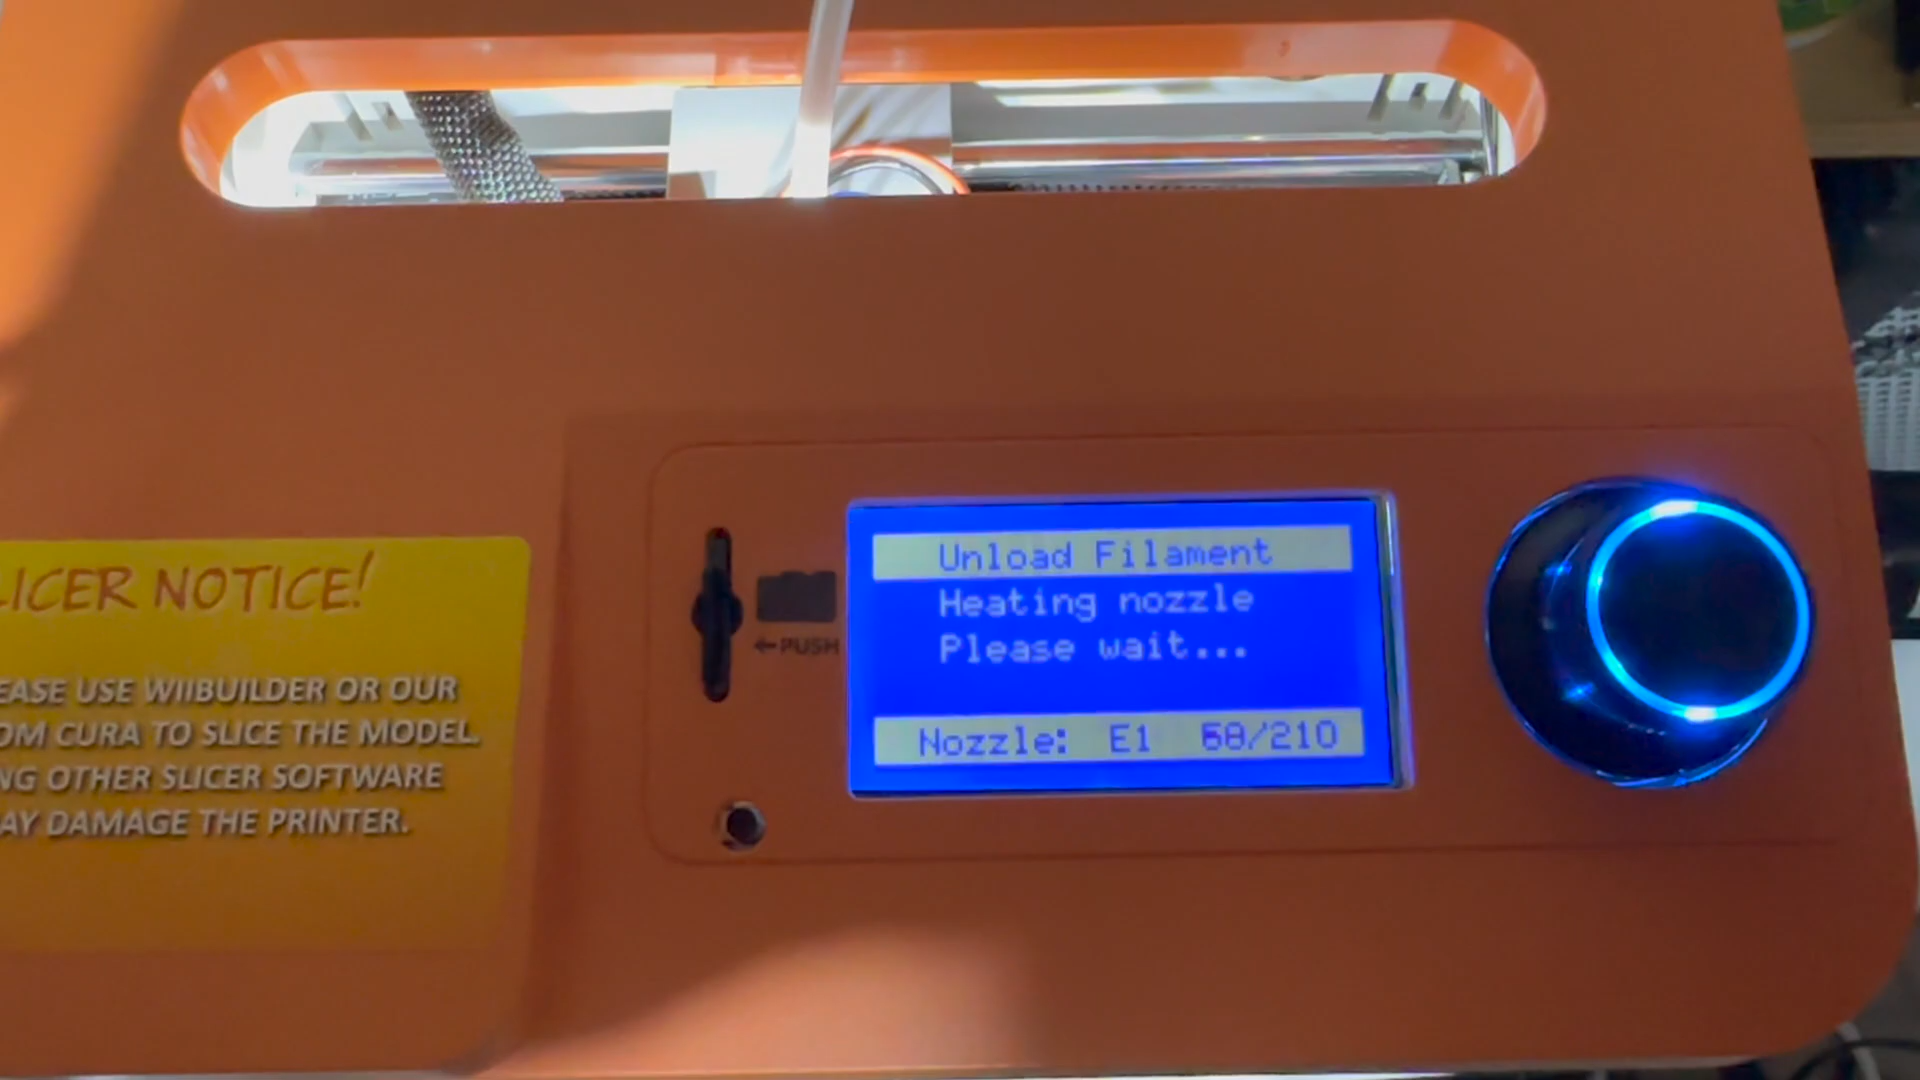 LICER NOTICE!
EASE USE WIIBUILDER OR OUR
OM CURA TO SLICE THE MODEL.
NG OTHER SLICER SOFTWARE
AY DAMAGE THE PRINTER.
←PUSH
Unload Filament
Heating nozzle
Please wait...
Nozzle: E1 68/210